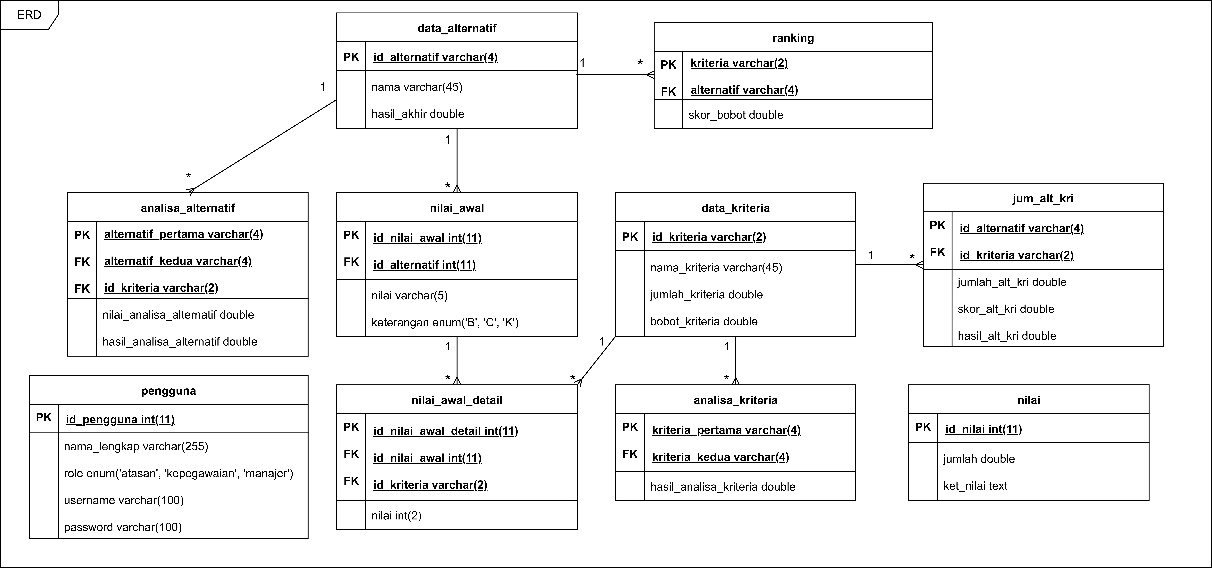 ERD
data_alternatif
PK id_alternatif varchar(4)
nama varchar(45)
hasil_akhir double
1
*
ranking
PK kriteria varchar(2)
FK alternatif varchar(4)
skor_bobot double
1
*
1
*
analisa_alternatif
PK alternatif_pertama varchar(4)
FK alternatif_kedua varchar(4)
FK id_kriteria varchar(2)
nilai_analisa_alternatif double
hasil_analisa_alternatif double
nilai_awal
PK id_nilai_awal int(11)
FK id_alternatif int(11)
nilai varchar(5)
keterangan enum('B', 'C', 'K')
data_kriteria
PK id_kriteria varchar(2)
nama_kriteria varchar(45)
jumlah_kriteria double
bobot_kriteria double
1
*
jum_alt_kri
PK id_alternatif varchar(4)
FK id_kriteria varchar(2)
jumlah_alt_kri double
skor_alt_kri double
hasil_alt_kri double
1
*
1
*
1
*
pengguna
PK id_pengguna int(11)
nama_lengkap varchar(255)
role enum('atasan', 'kepegawaian', 'manajer')
username varchar(100)
password varchar(100)
nilai_awal_detail
PK id_nilai_awal_detail int(11)
FK id_nilai_awal int(11)
FK id_kriteria varchar(2)
nilai int(2)
analisa_kriteria
PK kriteria_pertama varchar(4)
FK kriteria_kedua varchar(4)
hasil_analisa_kriteria double
nilai
PK id_nilai int(11)
jumlah double
ket_nilai text